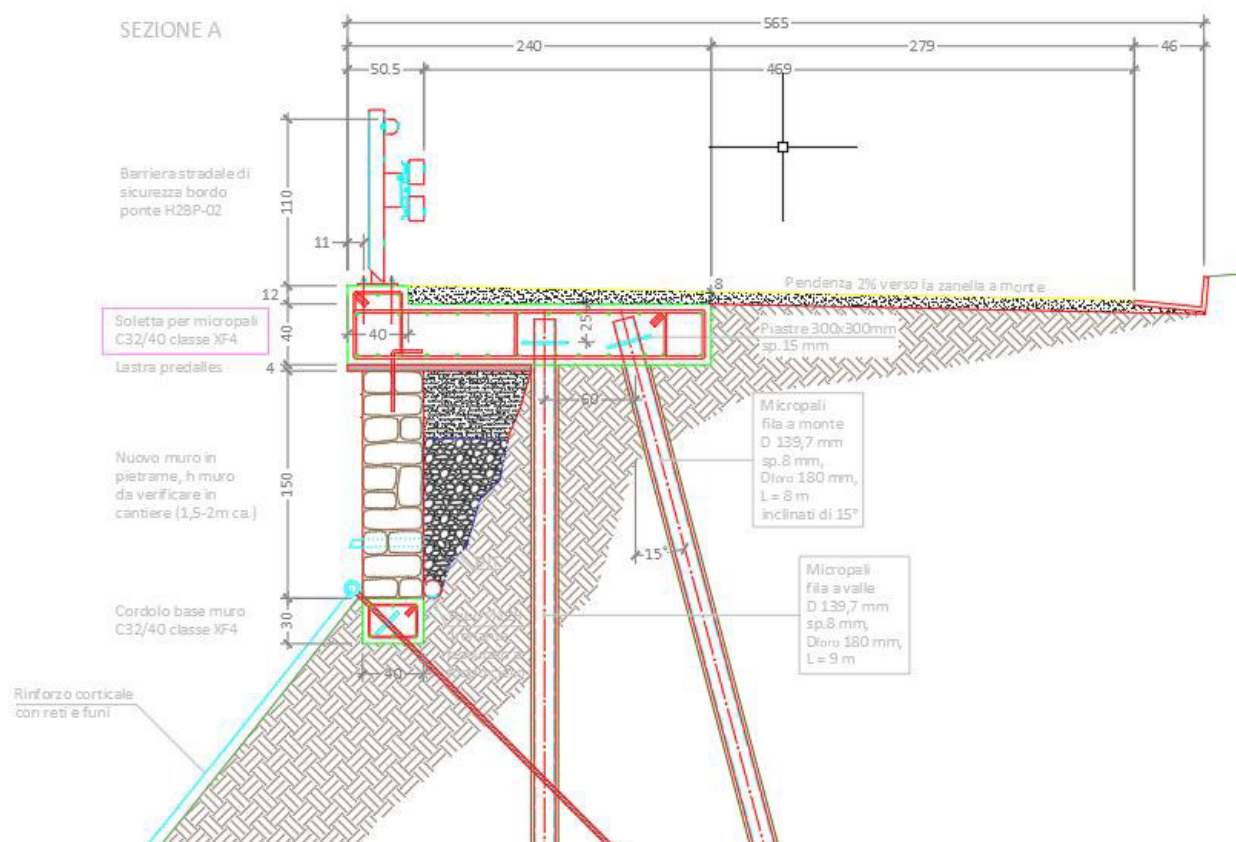 SEZIONE A
565
240
279
46
50.5
469
Barriera stradale di
sicurezza bordo
ponte H2BP-02
110
11
12
8
Pendenza 2% verso la zanella a monte
Soletta per micropali
C32/40 classe XF4
40
40
25
Piastre 300x300mm
sp.15 mm
Lastra predalles
4
60
Micropali
fila a monte
D 139,7 mm
sp.8 mm,
Dforo 180 mm,
L = 8 m
inclinati di 15°
Nuovo muro in
pietrame, h muro
da verificare in
cantiere (1,5-2m ca.)
150
15°
Micropali
fila a valle
D 139,7 mm
sp.8 mm,
Dforo 180 mm,
L = 9 m
Cordolo base muro
C32/40 classe XF4
30
40
Rinforzo corticale
con reti e funi